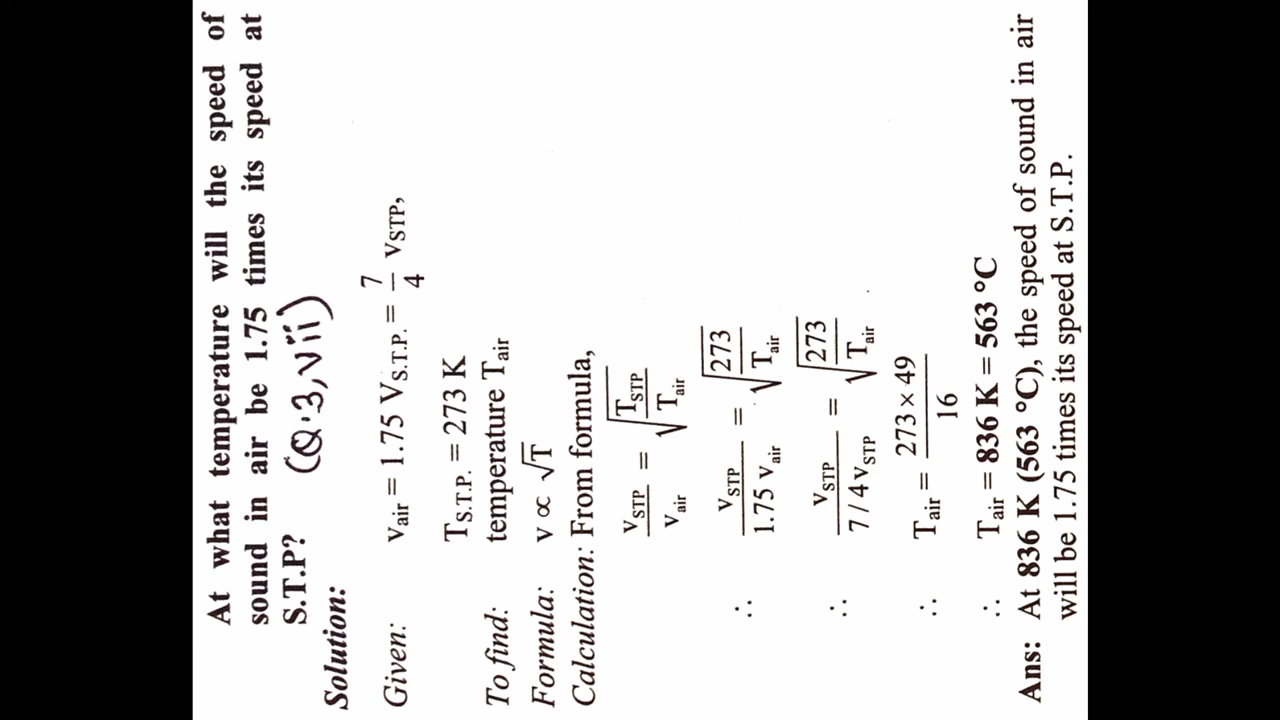 At what temperature will the speed of
sound in air be 1.75 times its speed at
S.T.P? (Q.3, vii)
Solution:
Given: v_air = 1.75 V_S.T.P. = 7/4 v_STP,
T_S.T.P. = 273 K
To find: temperature T_air
Formula: v ∝ √T
Calculation: From formula,
v_STP / v_air = √(T_STP / T_air)
∴ v_STP / 1.75 v_air = √(273 / T_air)
∴ v_STP / 7 / 4 v_STP = √(273 / T_air)
∴ T_air = 273 × 49 / 16
∴ T_air = 836 K = 563 °C
Ans: At 836 K (563 °C), the speed of sound in air
will be 1.75 times its speed at S.T.P.